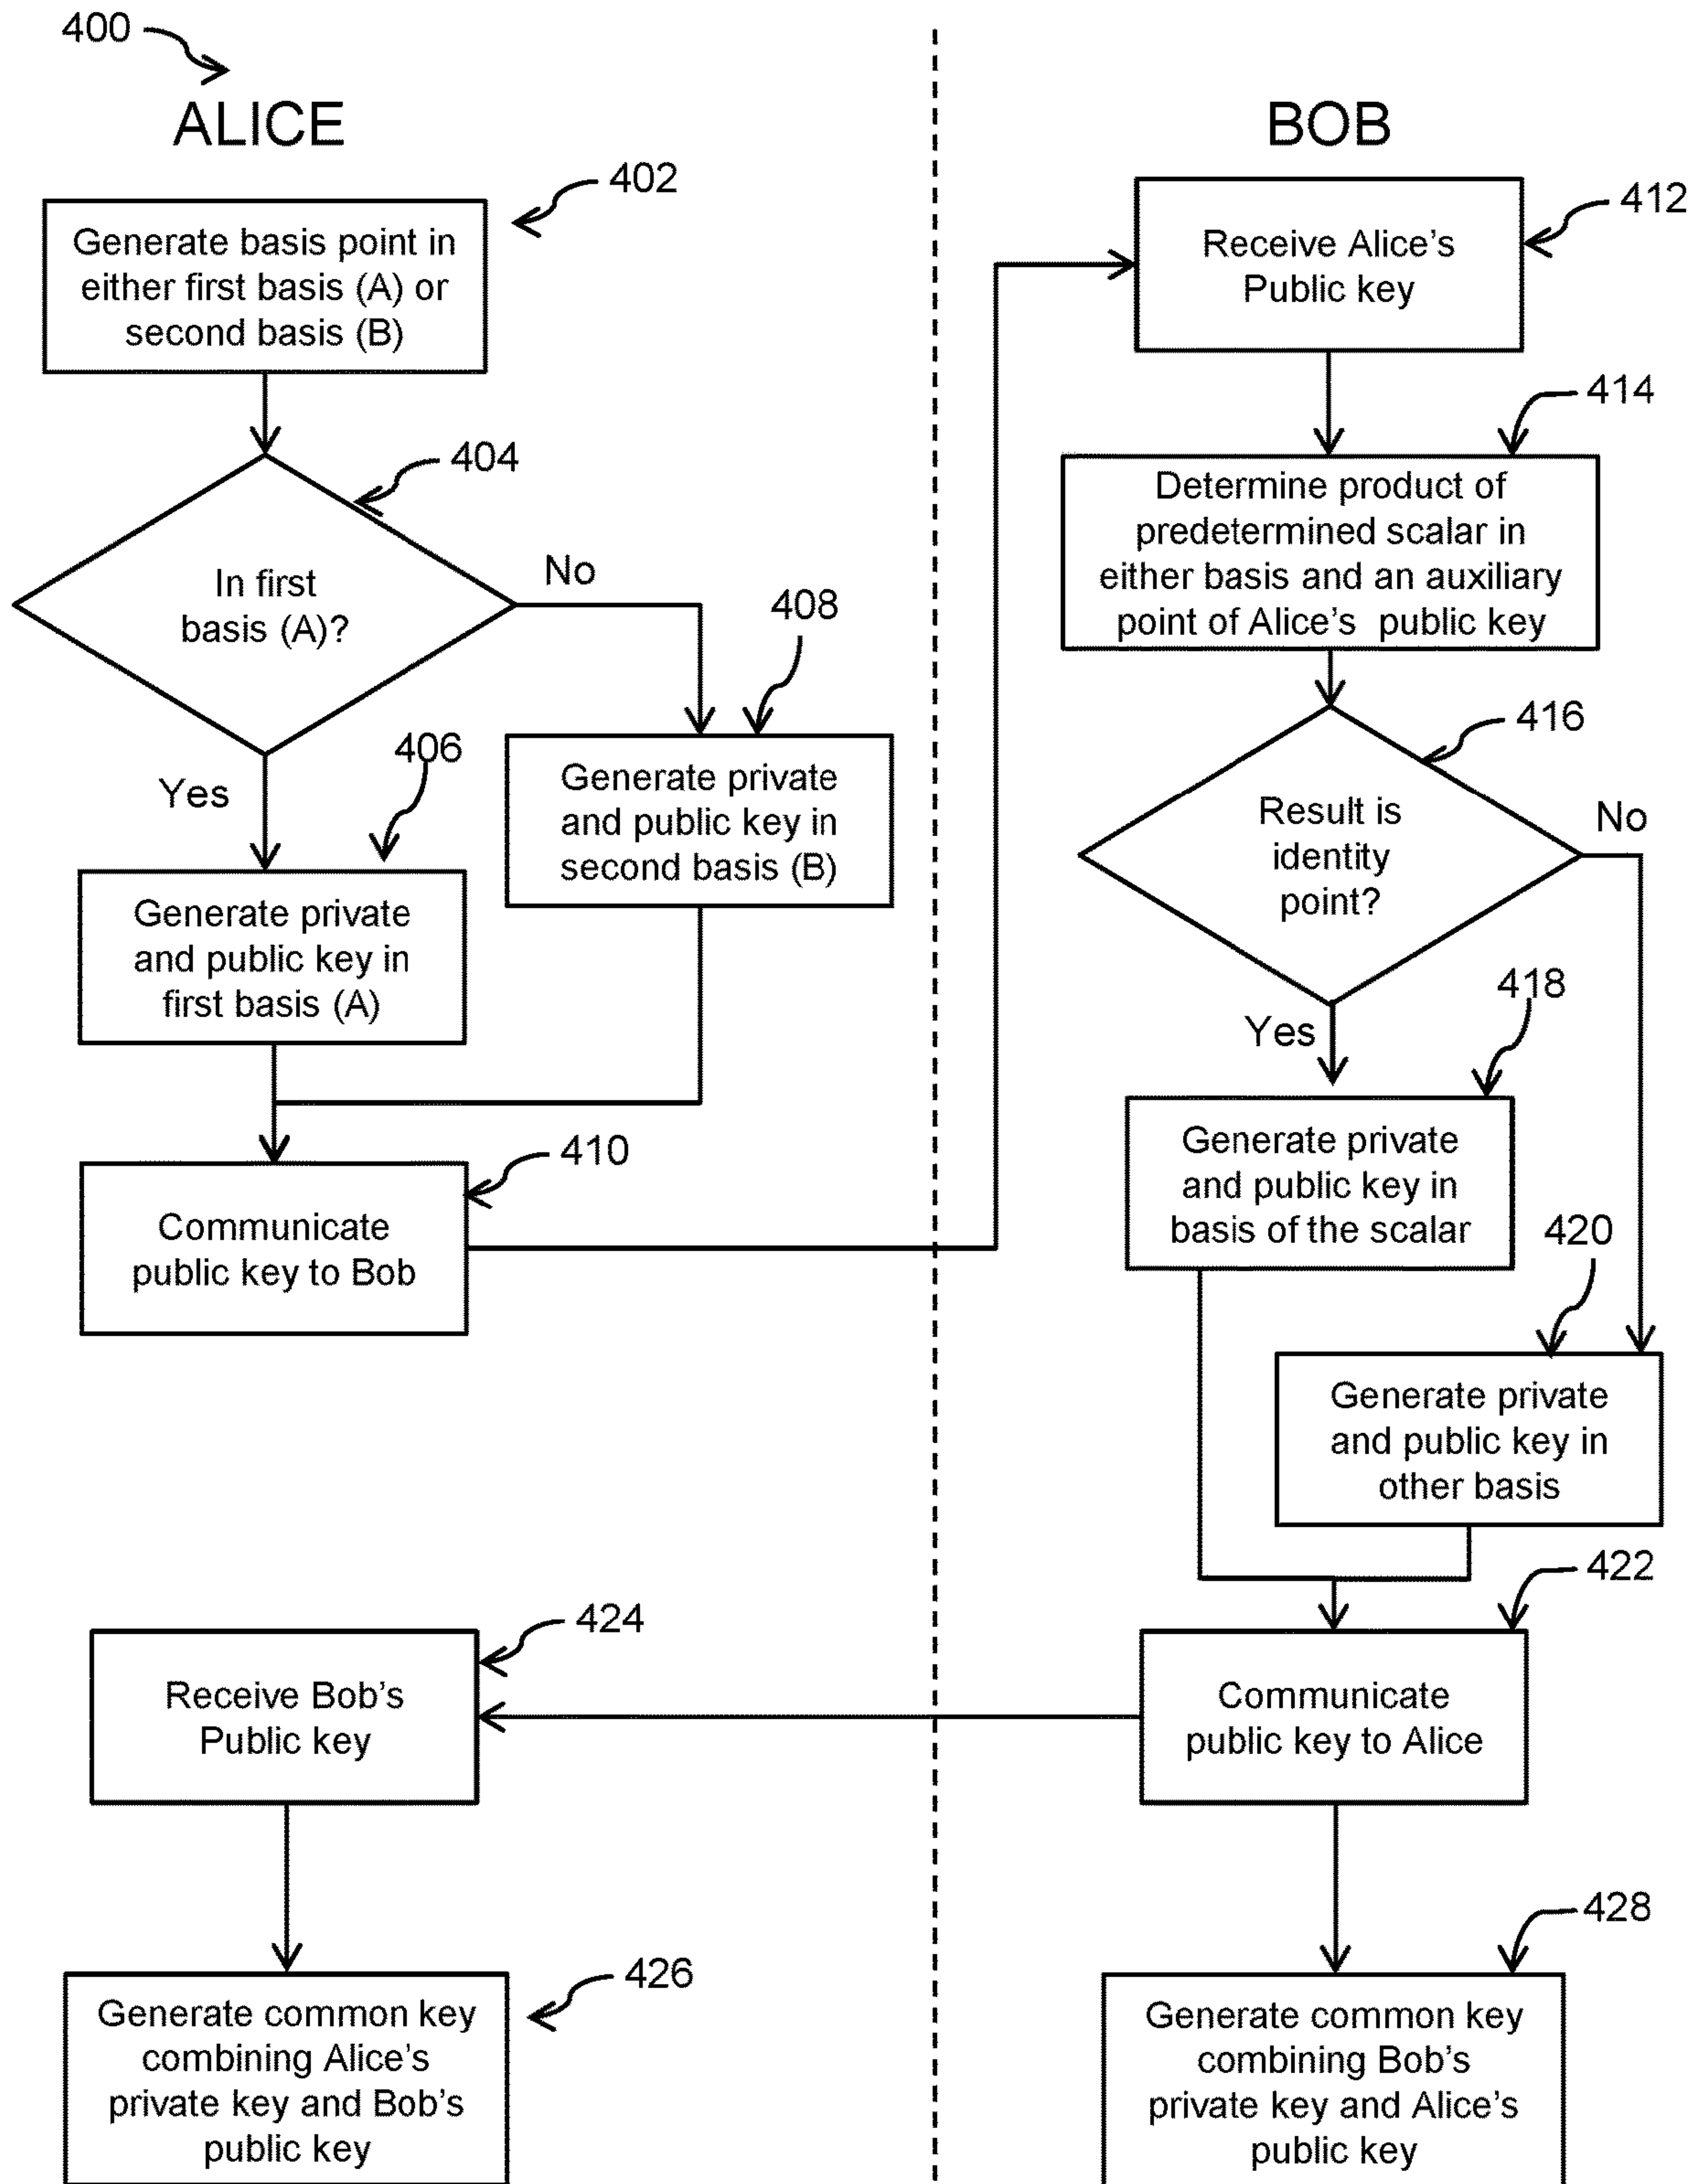 400
ALICE
402
Generate basis point in
either first basis (A) or
second basis (B)
404
In first
basis (A)?
No
408
Generate private
and public key in
second basis (B)
Yes
406
Generate private
and public key in
first basis (A)
410
Communicate
public key to Bob
424
Receive Bob's
Public key
426
Generate common key
combining Alice's
private key and Bob's
public key
BOB
412
Receive Alice's
Public key
414
Determine product of
predetermined scalar in
either basis and an auxiliary
point of Alice's public key
416
Result is
identity
point?
No
Yes
418
Generate private
and public key in
basis of the scalar
420
Generate private
and public key in
other basis
422
Communicate
public key to Alice
428
Generate common key
combining Bob's
private key and Alice's
public key